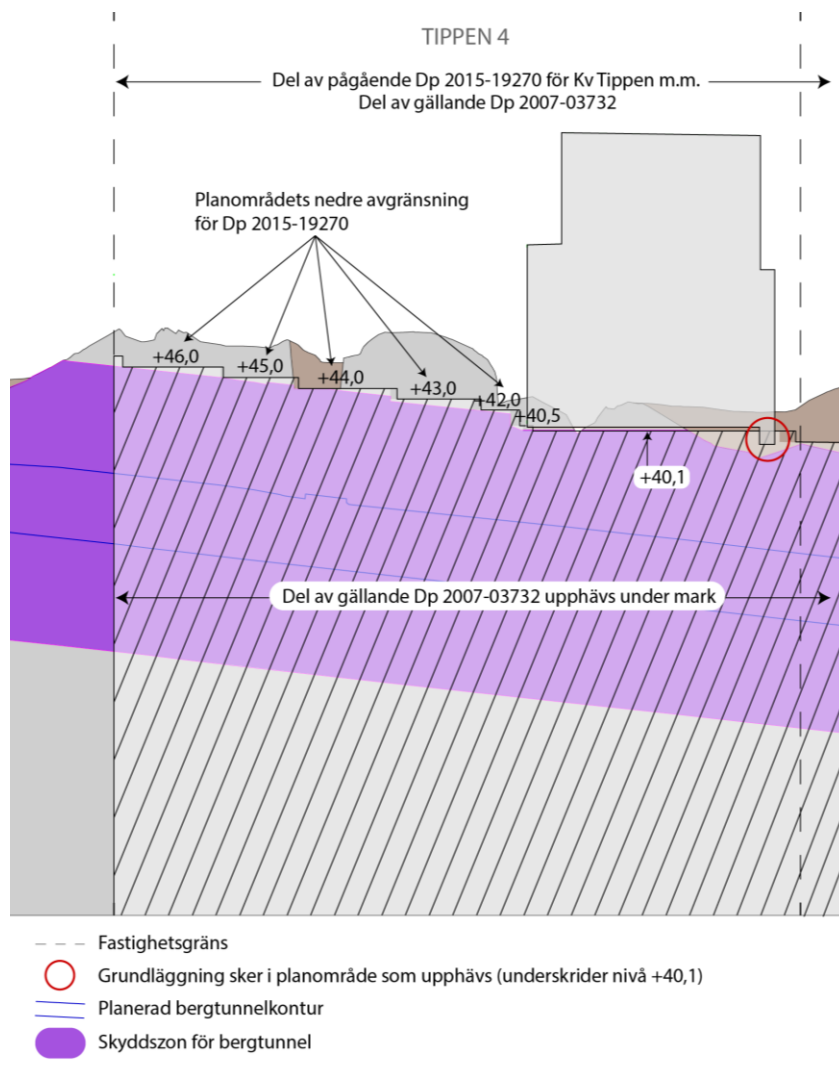 TIPPEN 4
Del av pågående Dp 2015-19270 för Kv Tippen m.m.
Del av gällande Dp 2007-03732
Planområdets nedre avgränsning
för Dp 2015-19270
+46,0
+45,0
+44,0
+43,0
+42,0
+40,5
+40,1
Del av gällande Dp 2007-03732 upphävs under mark
Fastighetsgräns
Grundläggning sker i planområde som upphävs (underskrider nivå +40,1)
Planerad bergtunnelkontur
Skyddszon för bergtunnel